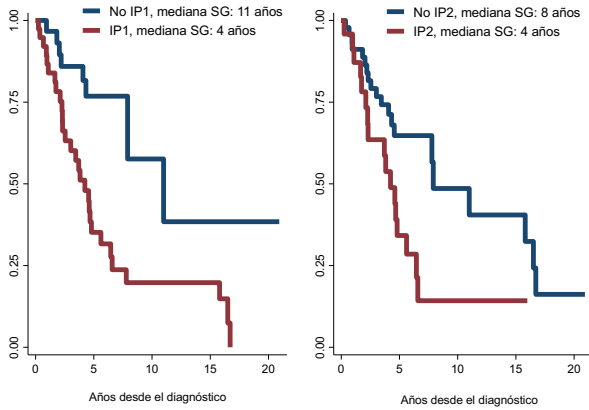 No IP1, mediana SG: 11 años
IP1, mediana SG: 4 años
1.00
0.75
0.50
0.25
0.00
0 5 10 15 20
Años desde el diagnóstico
No IP2, mediana SG: 8 años
IP2, mediana SG: 4 años
1.00
0.75
0.50
0.25
0.00
0 5 10 15 20
Años desde el diagnóstico